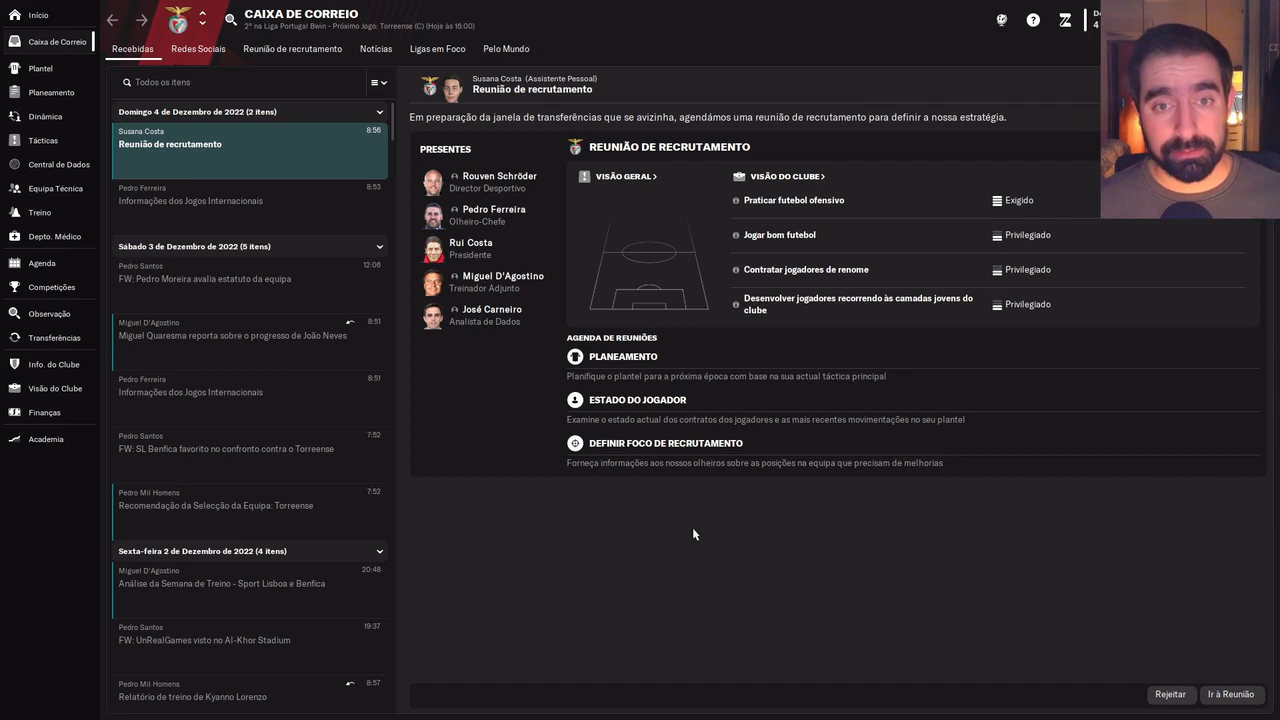 Início
Caixa de Correio
Plantel
Planeamento
Dinâmica
Tácticas
Central de Dados
Equipa Técnica
Treino
Depto. Médico
Agenda
Competições
Observação
Transferências
Info. do Clube
Visão do Clube
Finanças
Academia
CAIXA DE CORREIO
2º na Liga Portugal Bwin - Próximo Jogo: Torreense (C) (Hoje às 16:00)
Recebidas
Redes Sociais
Reunião de recrutamento
Notícias
Ligas em Foco
Pelo Mundo
Todos os itens
Domingo 4 de Dezembro de 2022 (2 itens)
Susana Costa 8:56
Reunião de recrutamento
Pedro Ferreira 8:53
Informações dos Jogos Internacionais
Sábado 3 de Dezembro de 2022 (5 itens)
Pedro Santos 12:06
FW: Pedro Moreira avalia estatuto da equipa
Miguel D'Agostino 8:51
Miguel Quaresma reporta sobre o progresso de João Neves
Pedro Ferreira 8:51
Informações dos Jogos Internacionais
Pedro Santos 7:52
FW: SL Benfica favorito no confronto contra o Torreense
Pedro Mil Homens 7:52
Recomendação da Selecção da Equipa: Torreense
Sexta-feira 2 de Dezembro de 2022 (4 itens)
Miguel D'Agostino 20:48
Análise da Semana de Treino - Sport Lisboa e Benfica
Pedro Santos 19:37
FW: UnRealGames visto no Al-Khor Stadium
Pedro Mil Homens 8:57
Relatório de treino de Kyanno Lorenzo
Susana Costa (Assistente Pessoal)
Reunião de recrutamento
Em preparação da janela de transferências que se avizinha, agendámos uma reunião de recrutamento para definir a nossa estratégia.
PRESENTES
Rouven Schröder
Director Desportivo
Pedro Ferreira
Olheiro-Chefe
Rui Costa
Presidente
Miguel D'Agostino
Treinador Adjunto
José Carneiro
Analista de Dados
REUNIÃO DE RECRUTAMENTO
VISÃO GERAL >
VISÃO DO CLUBE >
Praticar futebol ofensivo Exigido
Jogar bom futebol Privilegiado
Contratar jogadores de renome Privilegiado
Desenvolver jogadores recorrendo às camadas jovens do
clube Privilegiado
AGENDA DE REUNIÕES
PLANEAMENTO
Planifique o plantel para a próxima época com base na sua actual táctica principal
ESTADO DO JOGADOR
Examine o estado actual dos contratos dos jogadores e as mais recentes movimentações no seu plantel
DEFINIR FOCO DE RECRUTAMENTO
Forneça informações aos nossos olheiros sobre as posições na equipa que precisam de melhorias
Rejeitar
Ir à Reunião